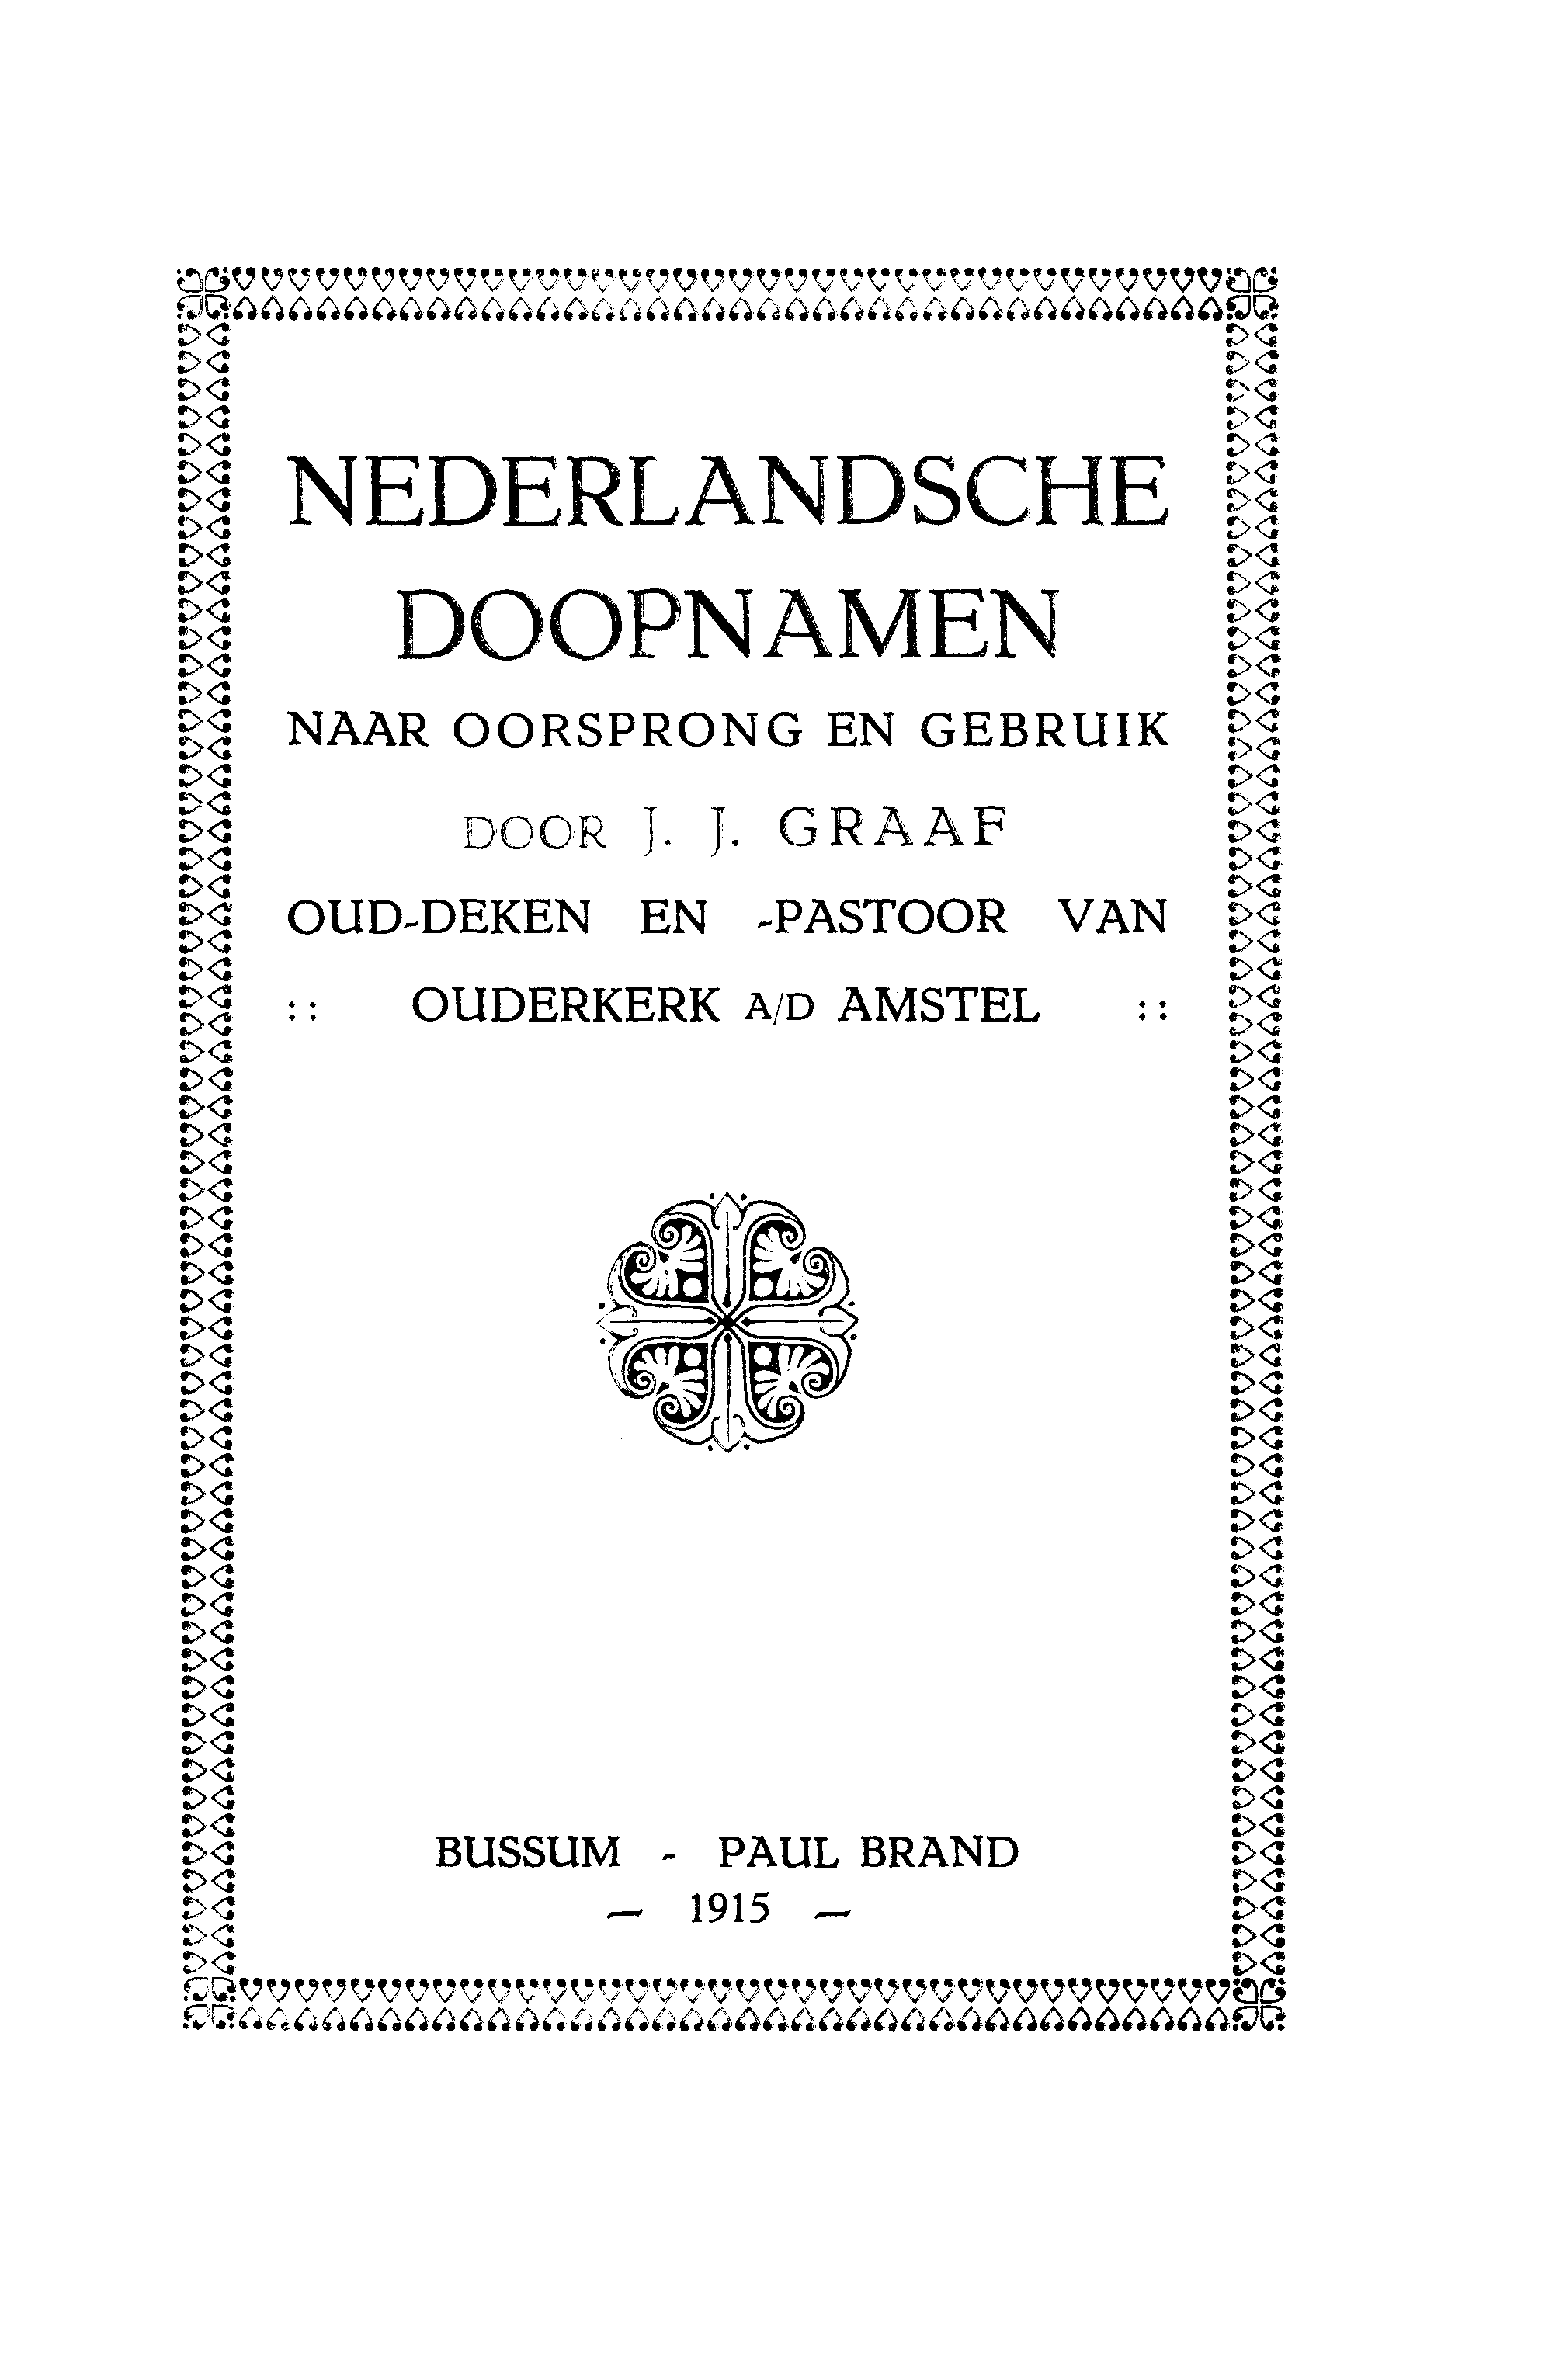 NEDERLANDSCHE
DOOPNAMEN
NAAR OORSPRONG EN GEBRUIK
DOOR J. J. GRAAF
OUD-DEKEN EN -PASTOOR VAN
:: OUDERKERK A/D AMSTEL ::
BUSSUM - PAUL BRAND
— 1915 —